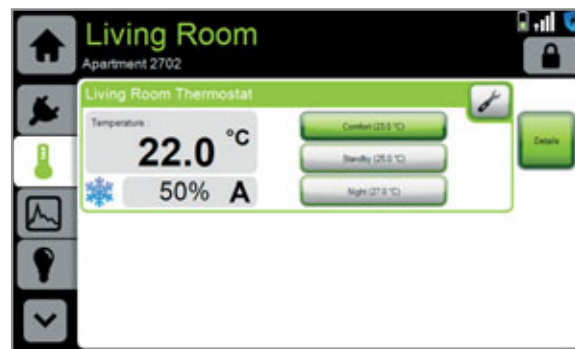 Living Room
Apartment 2702
Living Room Thermostat
Temperature :
22.0 °C
50% A
Comfort (23.0 °C)
Standby (25.0 °C)
Night (27.0 °C)
Details